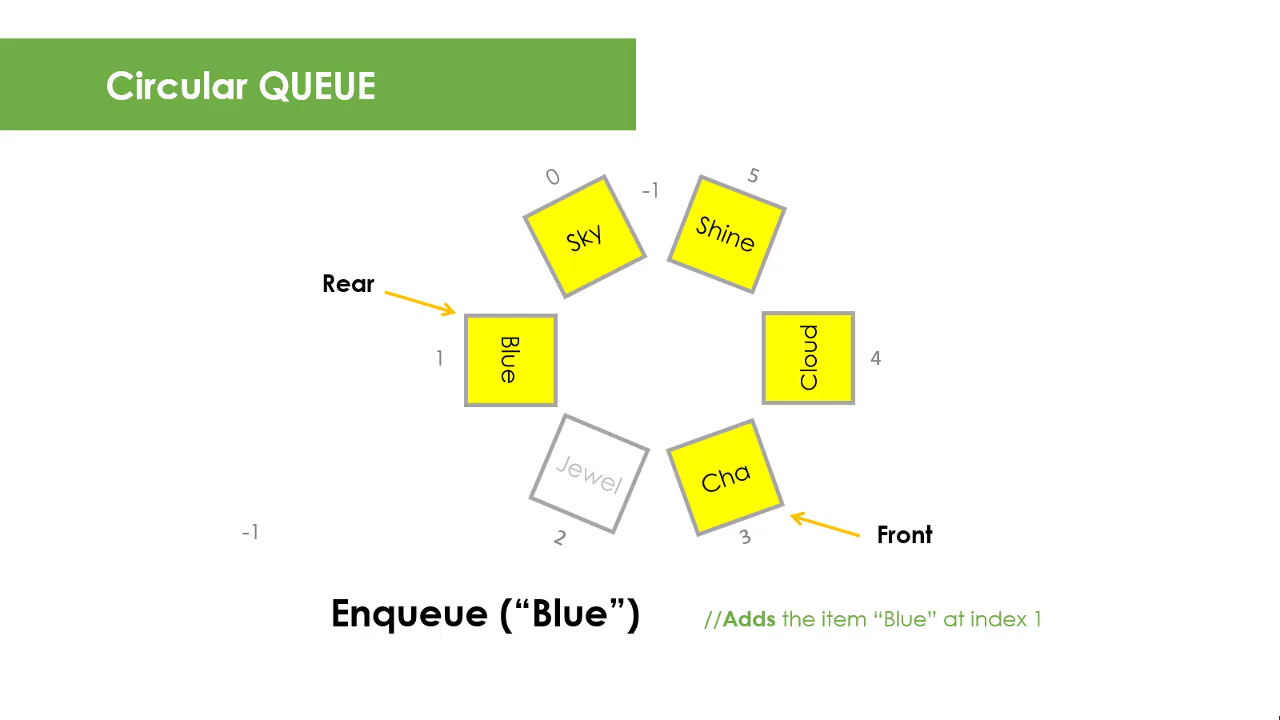 Circular QUEUE
0
-1
5
Sky
Shine
Rear
1
Blue
Cloud
4
Jewel
Cha
-1
2
3
Front
Enqueue (“Blue”)
//Adds the item “Blue” at index 1